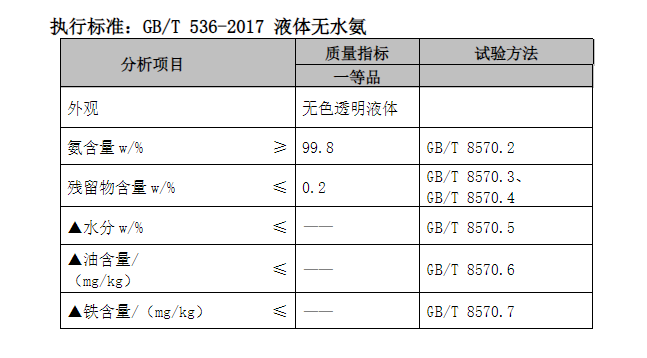 执行标准：GB/T 536-2017 液体无水氨
分析项目 质量指标 试验方法
一等品
外观 无色透明液体
氨含量w/% ≥ 99.8 GB/T 8570.2
残留物含量w/% ≤ 0.2 GB/T 8570.3、
GB/T 8570.4
▲水分w/% ≤ —— GB/T 8570.5
▲油含量/
（mg/kg） ≤ —— GB/T 8570.6
▲铁含量/（mg/kg） ≤ —— GB/T 8570.7